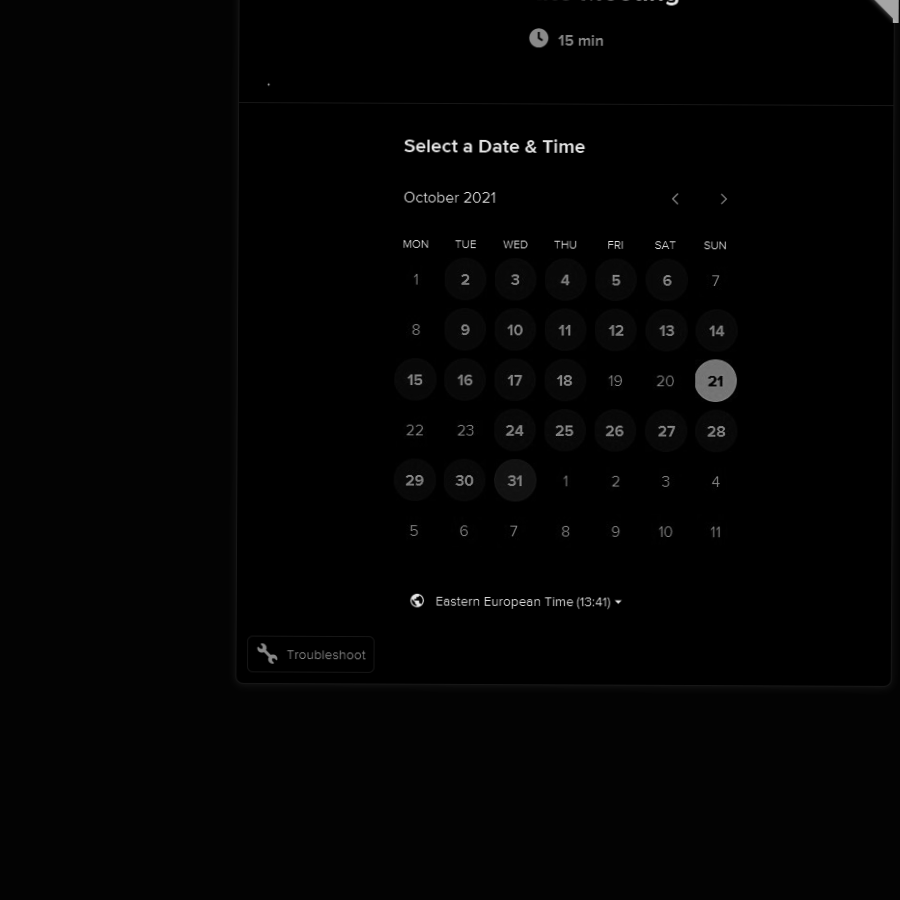 15 min
Select a Date & Time
October 2021
MON TUE WED THU FRI SAT SUN
1 2 3 4 5 6 7
8 9 10 11 12 13 14
15 16 17 18 19 20 21
22 23 24 25 26 27 28
29 30 31 1 2 3 4
5 6 7 8 9 10 11
Eastern European Time (13:41)
Troubleshoot